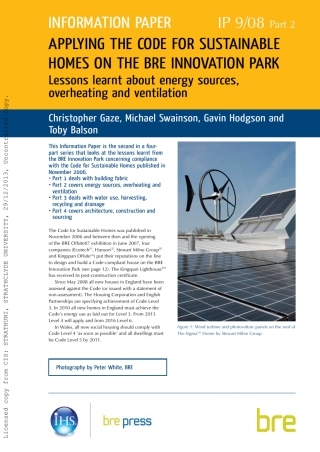 INFORMATION PAPER
IP 9/08 Part 2
APPLYING THE CODE FOR SUSTAINABLE
HOMES ON THE BRE INNOVATION PARK
Lessons learnt about energy sources,
overheating and ventilation
Christopher Gaze, Michael Swainson, Gavin Hodgson and
Toby Balson
This Information Paper is the second in a four-
part series that looks at the lessons learnt from
the BRE Innovation Park concerning compliance
with the Code for Sustainable Homes published in
November 2006.
• Part 1 deals with building fabric
• Part 2 covers energy sources, overheating and
ventilation
• Part 3 deals with water use, harvesting,
recycling and drainage
• Part 4 covers architecture, construction and
sourcing
The Code for Sustainable Homes was published in
November 2006 and between then and the opening
of the BRE Offsite07 exhibition in June 2007, four
companies (Ecotech, Hanson, Stewart Milne Group
and Kingspan Offsite) put their reputations on the line
to design and build a Code-compliant house on the BRE
Innovation Park (see page 12). The Kingspan Lighthouse
has received its post-construction certificate.
Since May 2008 all new houses in England have been
assessed against the Code (or issued with a statement of
non-assessment). The Housing Corporation and English
Partnerships are specifying achievement of Code Level
3. In 2010 all new homes in England must achieve the
Code's energy use as laid out for Level 3. From 2013
Level 4 will apply and from 2016 Level 6.
In Wales, all new social housing should comply with
Code Level 4 'as soon as possible' and all dwellings must
be Code Level 5 by 2011.
Figure 1: Wind turbine and photovoltaic panels on the roof of
The Sigma™ Home by Stewart Milne Group
Photography by Peter White, BRE
IHS
bre press
bre
Licensed copy from CIS: STRATHUNI, STRATHCLYDE UNIVERSITY, 29/12/2013, Uncontrolled Copy.